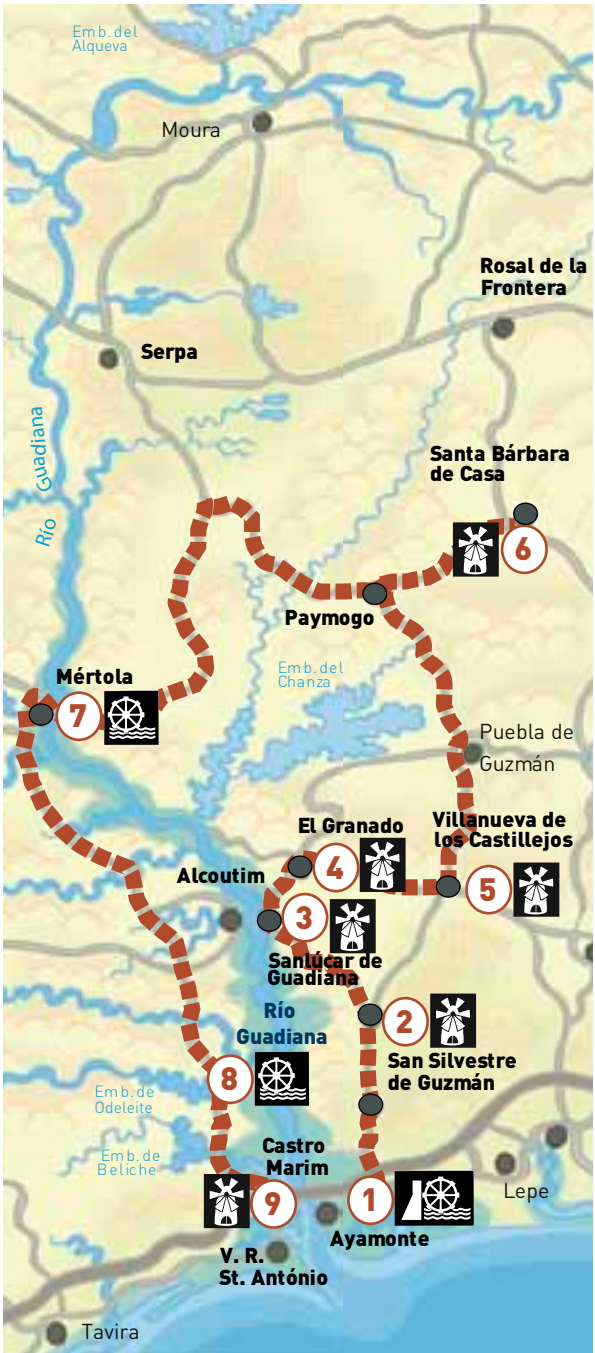 Emb. del
Alqueva
Moura
Rosal de la
Frontera
Serpa
Río Guadiana
Santa Bárbara
de Casa
6
Paymogo
Emb. del
Chanza
Mértola
7
Puebla de
Guzmán
Villanueva de
los Castillejos
El Granado
4
5
Alcoutim
3
Sanlúcar de
Guadiana
Río
Guadiana
2
San Silvestre
de Guzmán
8
Emb. de
Odeleite
Emb. de
Beliche
Castro
Marim
9
1
Lepe
Ayamonte
V. R.
St. António
Tavira